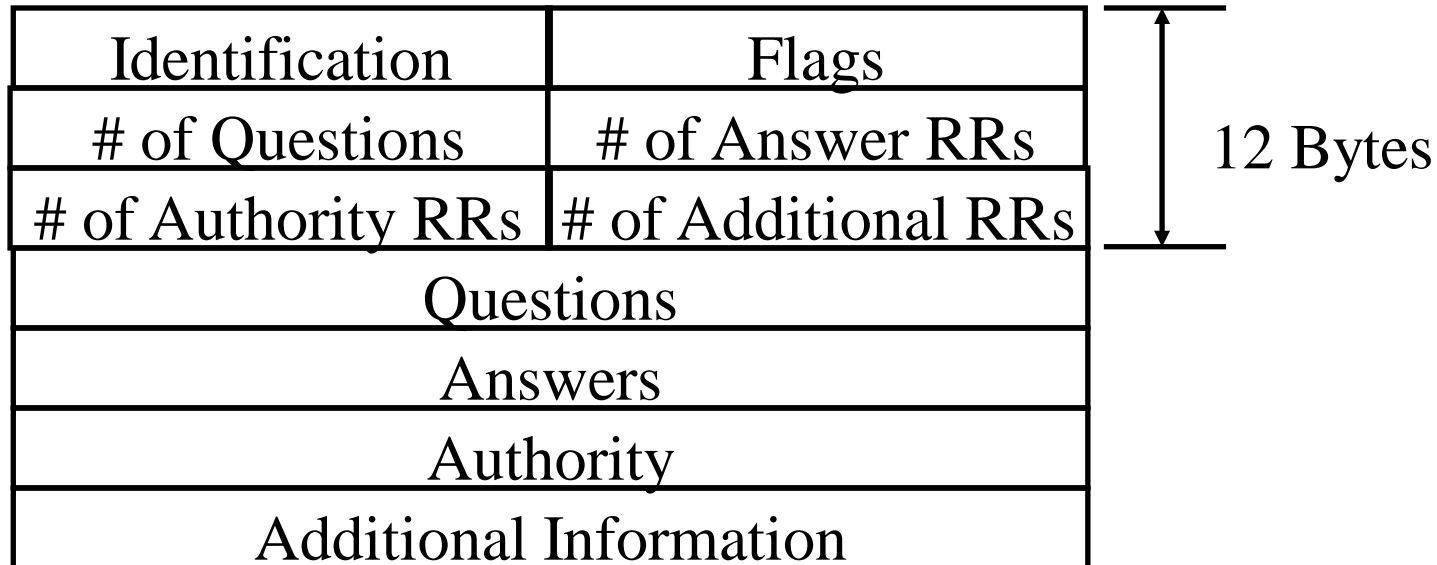 Identification Flags
# of Questions # of Answer RRs
12 Bytes
# of Authority RRs # of Additional RRs
Questions
Answers
Authority
Additional Information